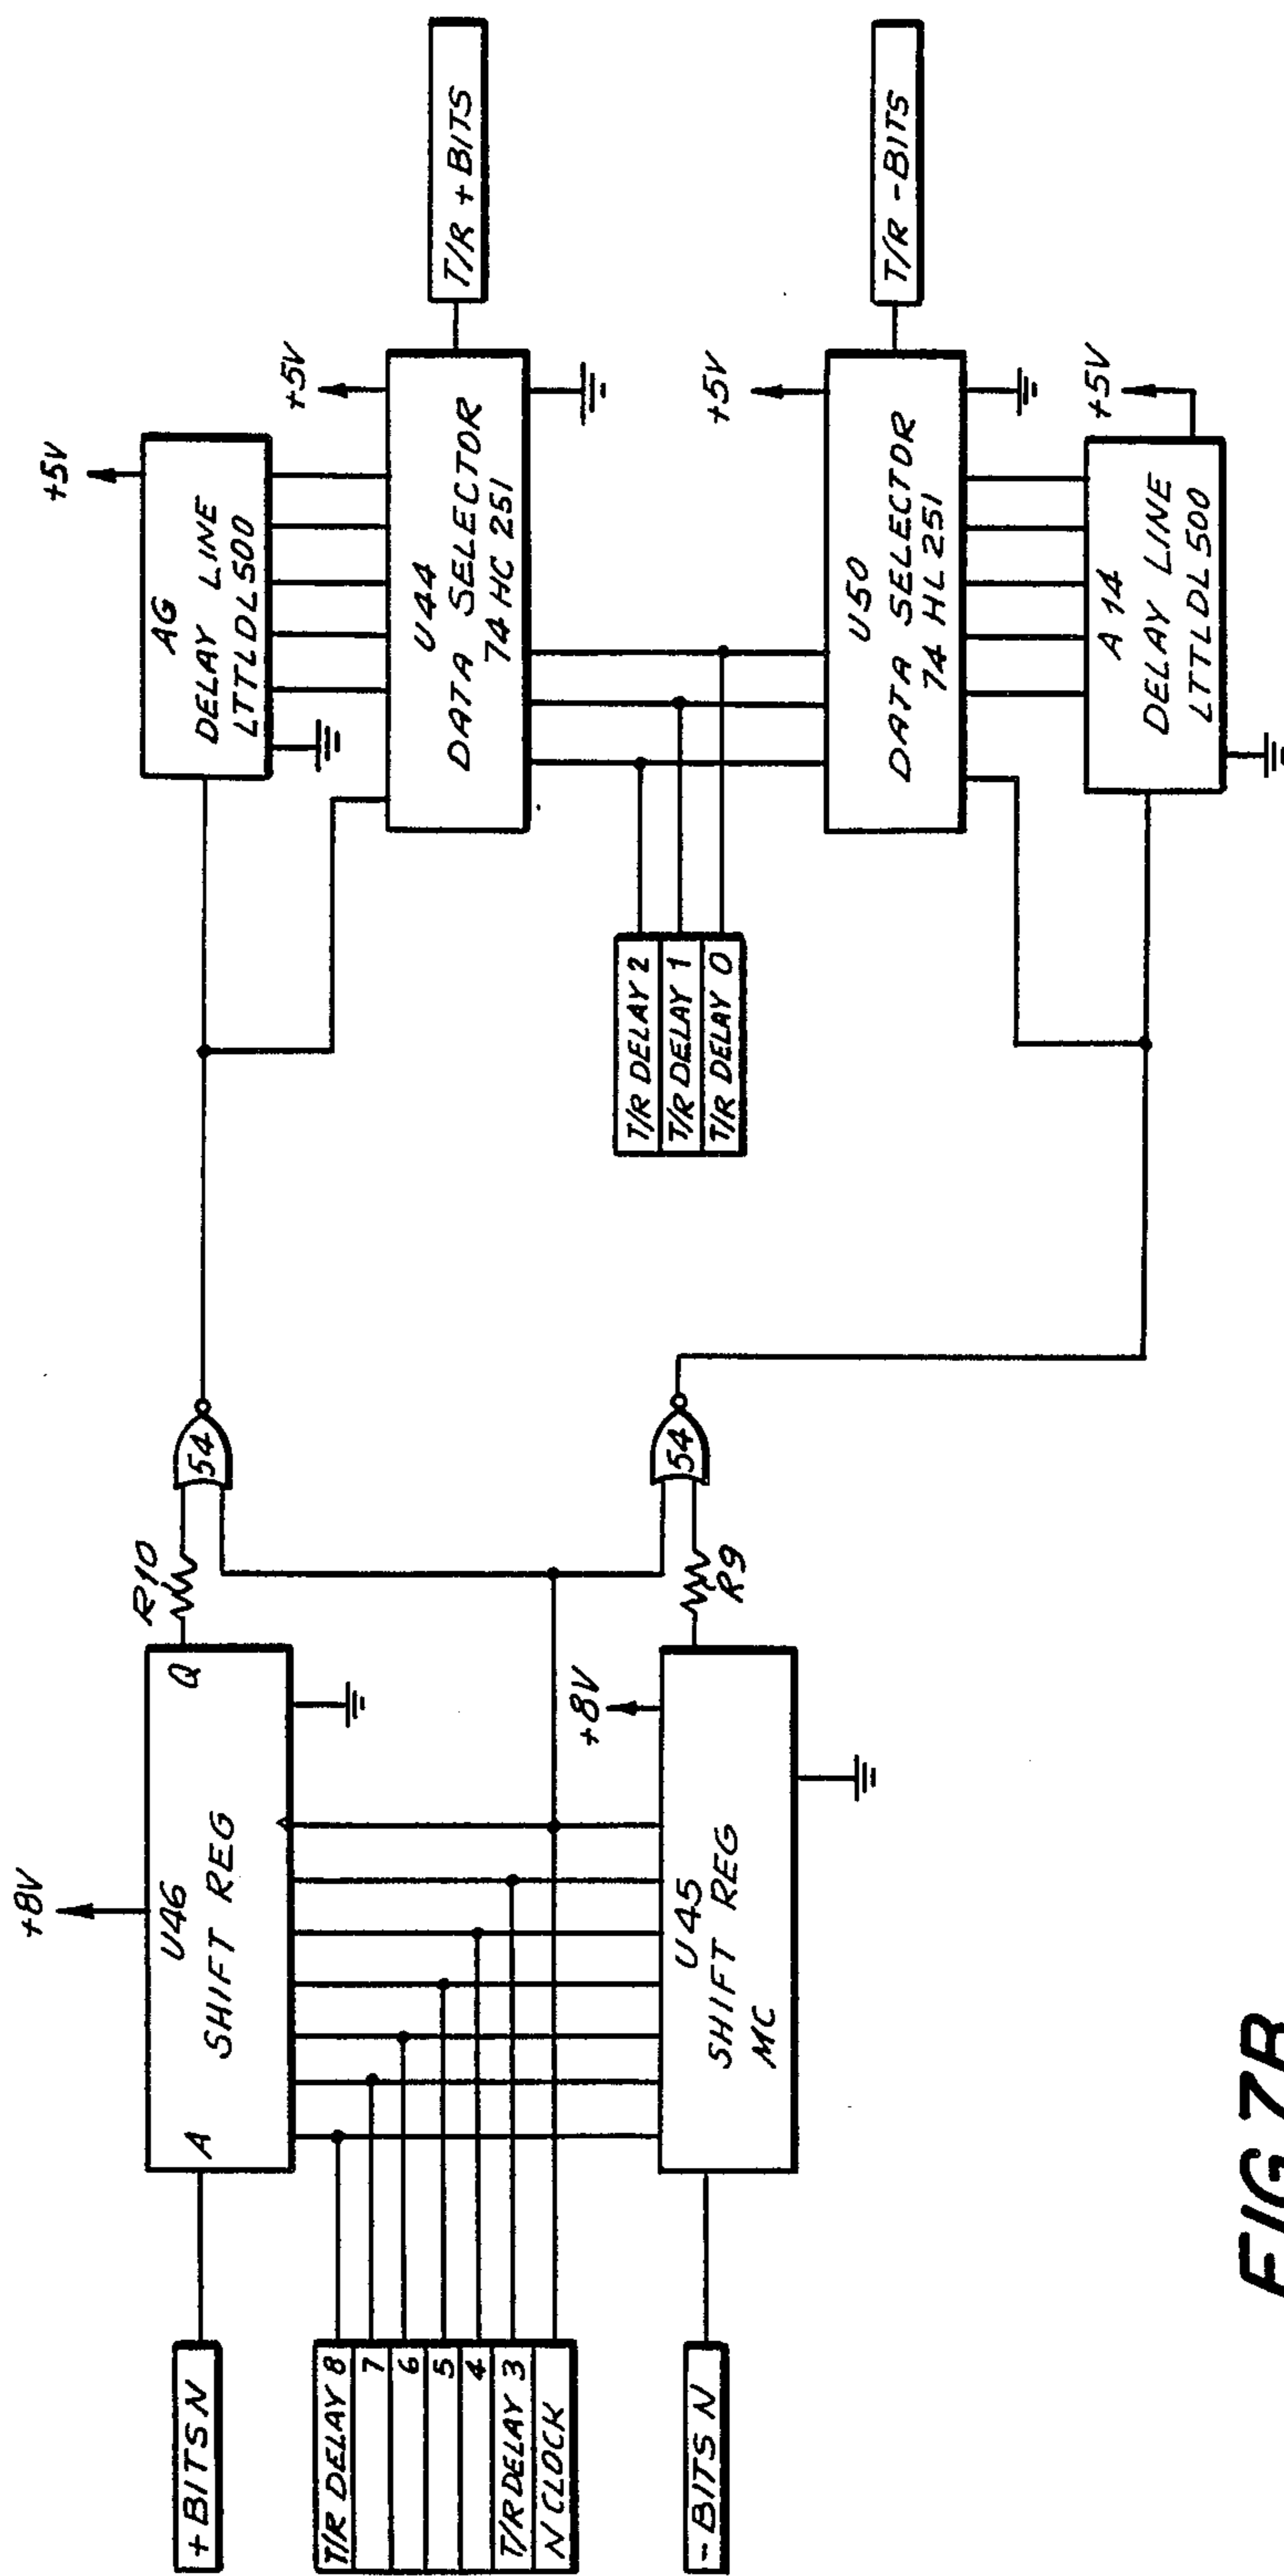 + BITS N
T/R DELAY 8
7
6
5
4
T/R DELAY 3
N CLOCK
- BITS N
+8V
A
U46
SHIFT REG
Q
R10
54
+8V
U45
SHIFT REG
MC
R9
54
+5V
AG
DELAY LINE
LTTLDL500
+5V
U44
DATA SELECTOR
74 HC 251
T/R + BITS
T/R DELAY 2
T/R DELAY 1
T/R DELAY 0
+5V
U50
DATA SELECTOR
74 HL 251
T/R - BITS
+5V
A 14
DELAY LINE
LTTLDL500
FIG 7B